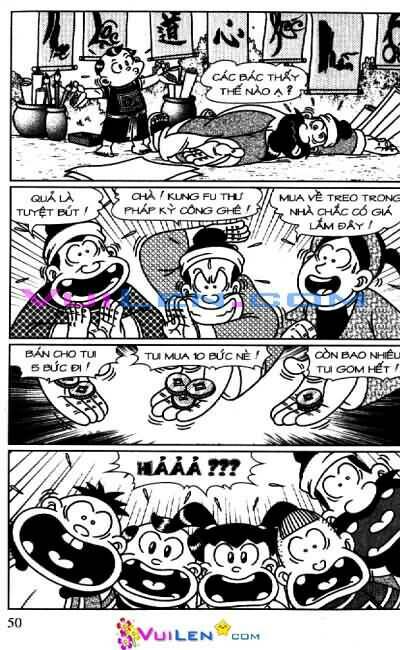 道
心
CÁC BÁC THẤY
THẾ NÀO Ạ ?
QUẢ LÀ
TUYỆT BÚT !
CHÀ ! KUNG FU THƯ
PHÁP KỲ CÔNG GHÊ !
MUA VỀ TREO TRONG
NHÀ CHẮC CÓ GIÁ
LẮM ĐÂY !
VUILEN.COM
BÁN CHO TUI
5 BỨC ĐI !
TUI MUA 10 BỨC NÈ !
CÒN BAO NHIÊU
TUI GOM HẾT !
HẢẢẢ ???
50
VUILEN.COM